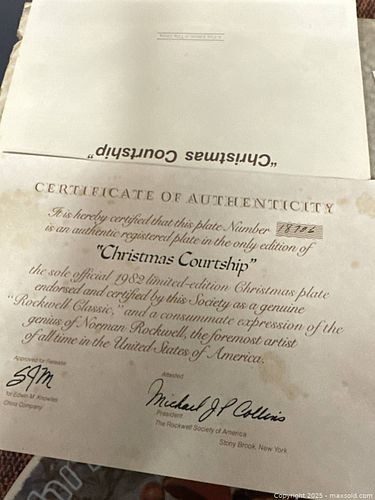 "Christmas Courtship"
CERTIFICATE OF AUTHENTICITY
It is hereby certified that this plate Number 18706
is an authentic registered plate in the only edition of
"Christmas Courtship"
the sole official 1982 limited-edition Christmas plate
endorsed and certified by this Society as a genuine
"Rockwell Classic," and a consummate expression of the
genius of Norman Rockwell, the foremost artist
of all time in the United States of America.
Approved for Release
for Edwin M. Knowles
China Company
Attested
Michael J P Collins
President
The Rockwell Society of America
Stony Brook, New York
Copyright 2025 - maxsold.com